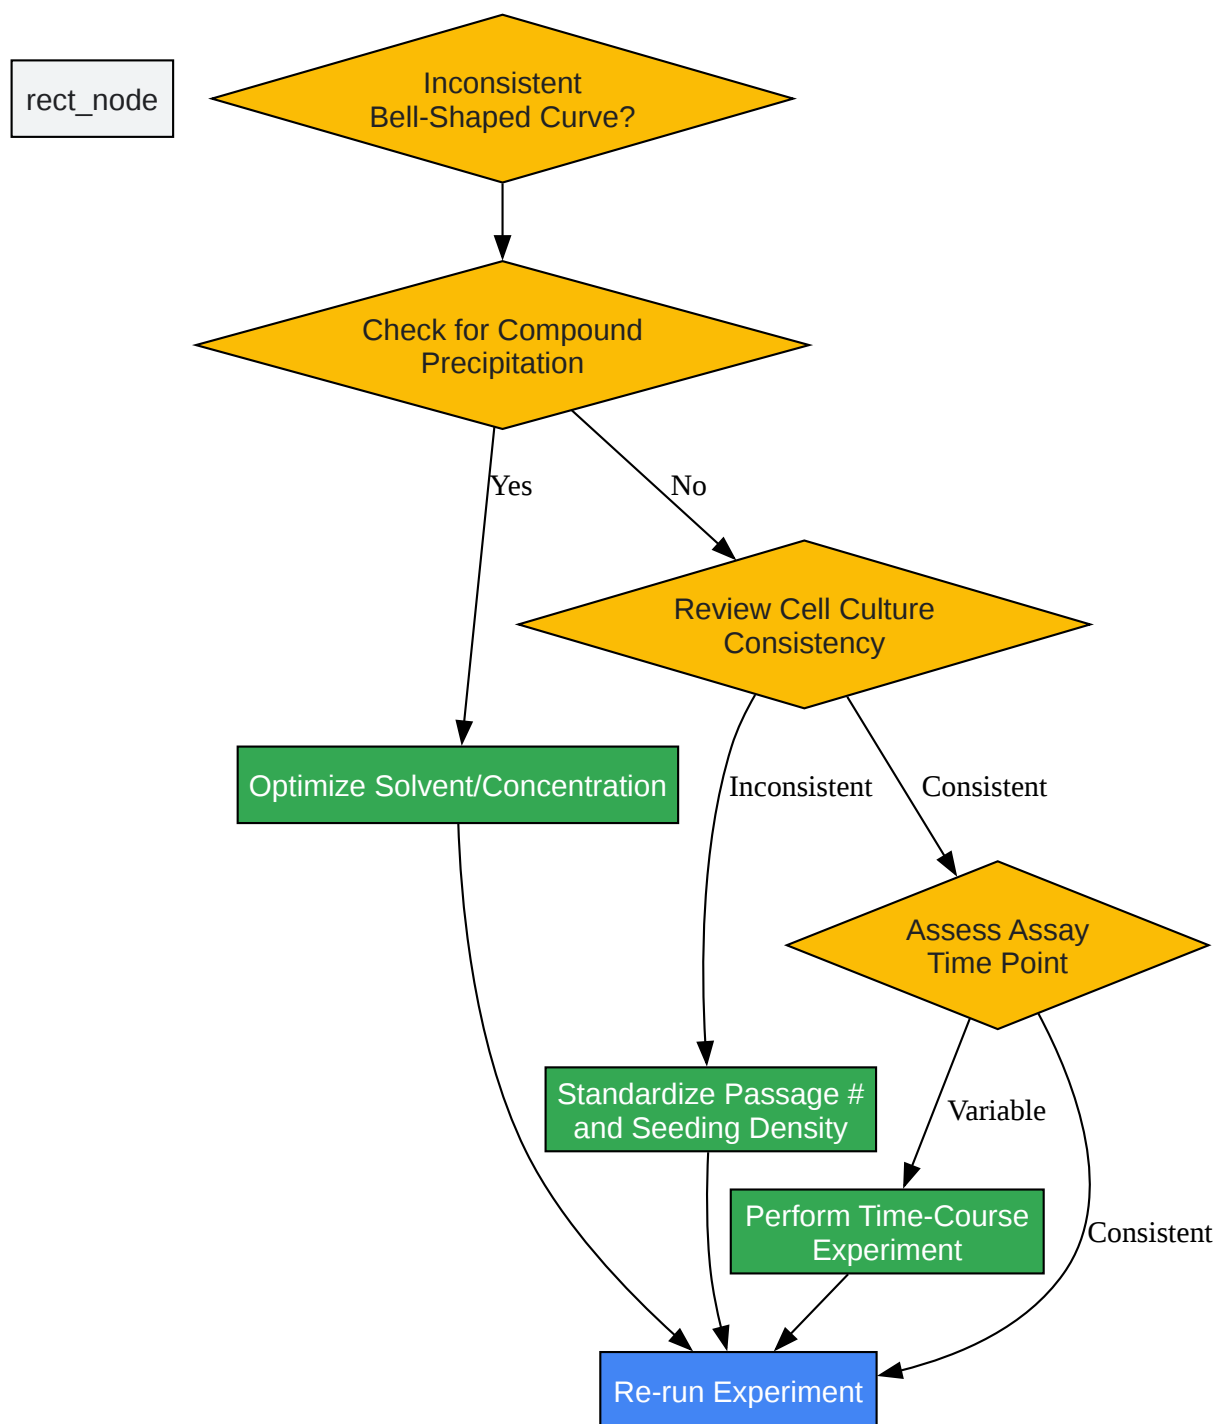 rect_node
Inconsistent
Bell-Shaped Curve?
Check for Compound
Precipitation
Yes
No
Review Cell Culture
Consistency
Optimize Solvent/Concentration
Inconsistent
Consistent
Assess Assay
Time Point
Standardize Passage #
and Seeding Density
Variable
Perform Time-Course
Experiment
Consistent
Re-run Experiment